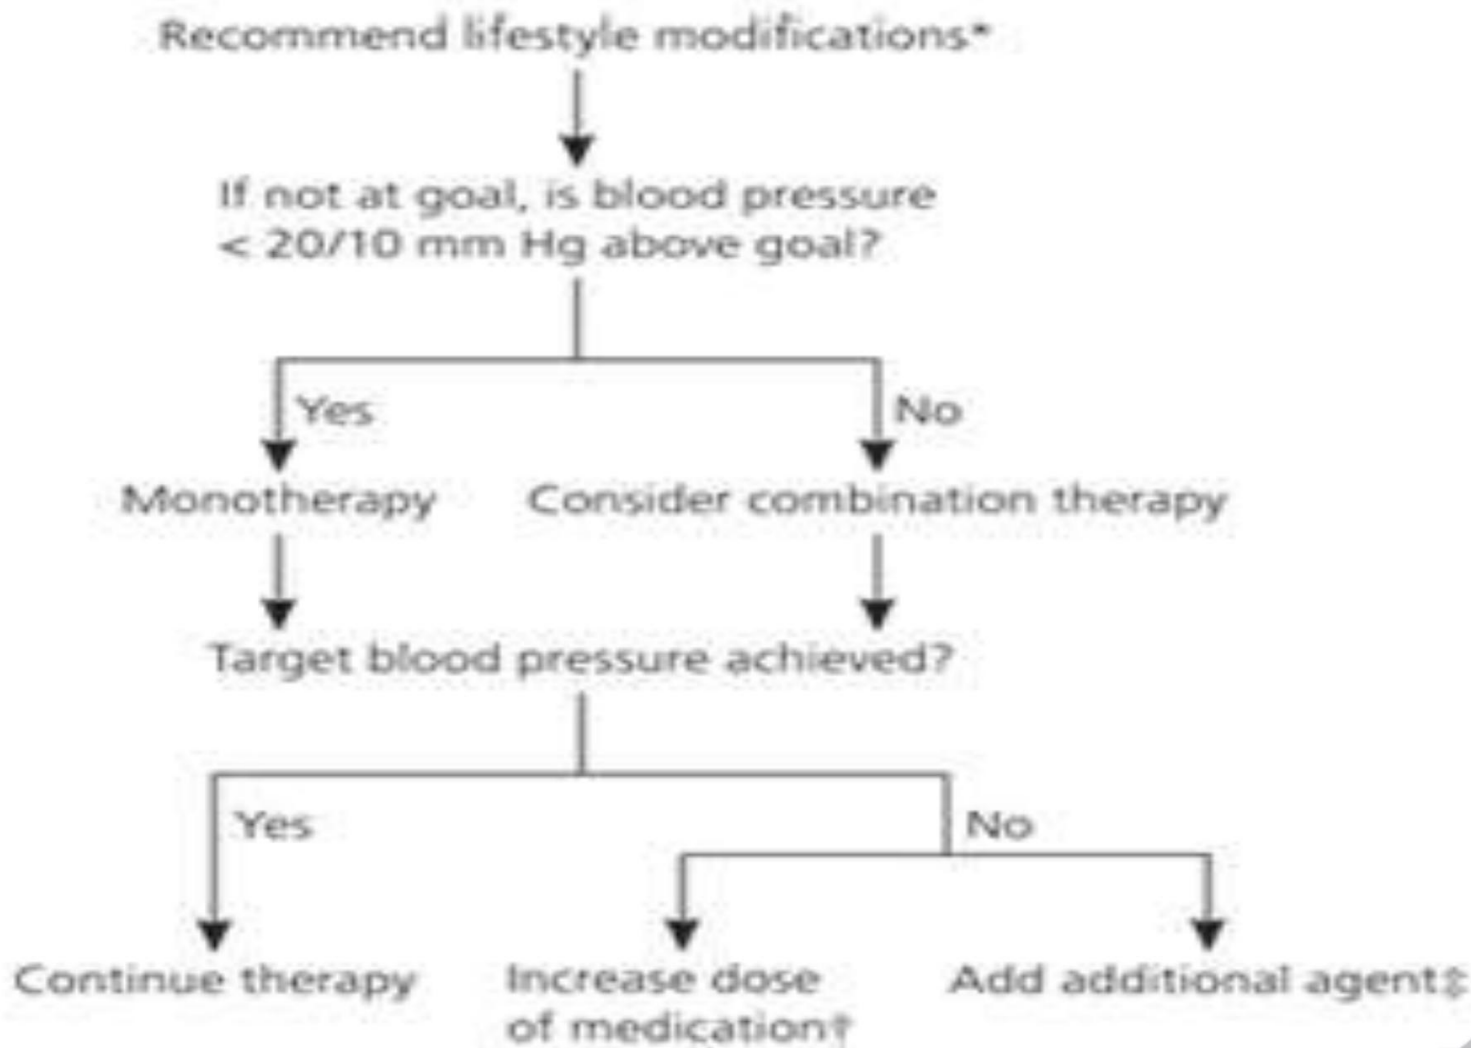 Recommend lifestyle modifications*
If not at goal, is blood pressure
< 20/10 mm Hg above goal?
Yes
No
Monotherapy
Consider combination therapy
Target blood pressure achieved?
Yes
No
Continue therapy
Increase dose
of medication†
Add additional agent‡